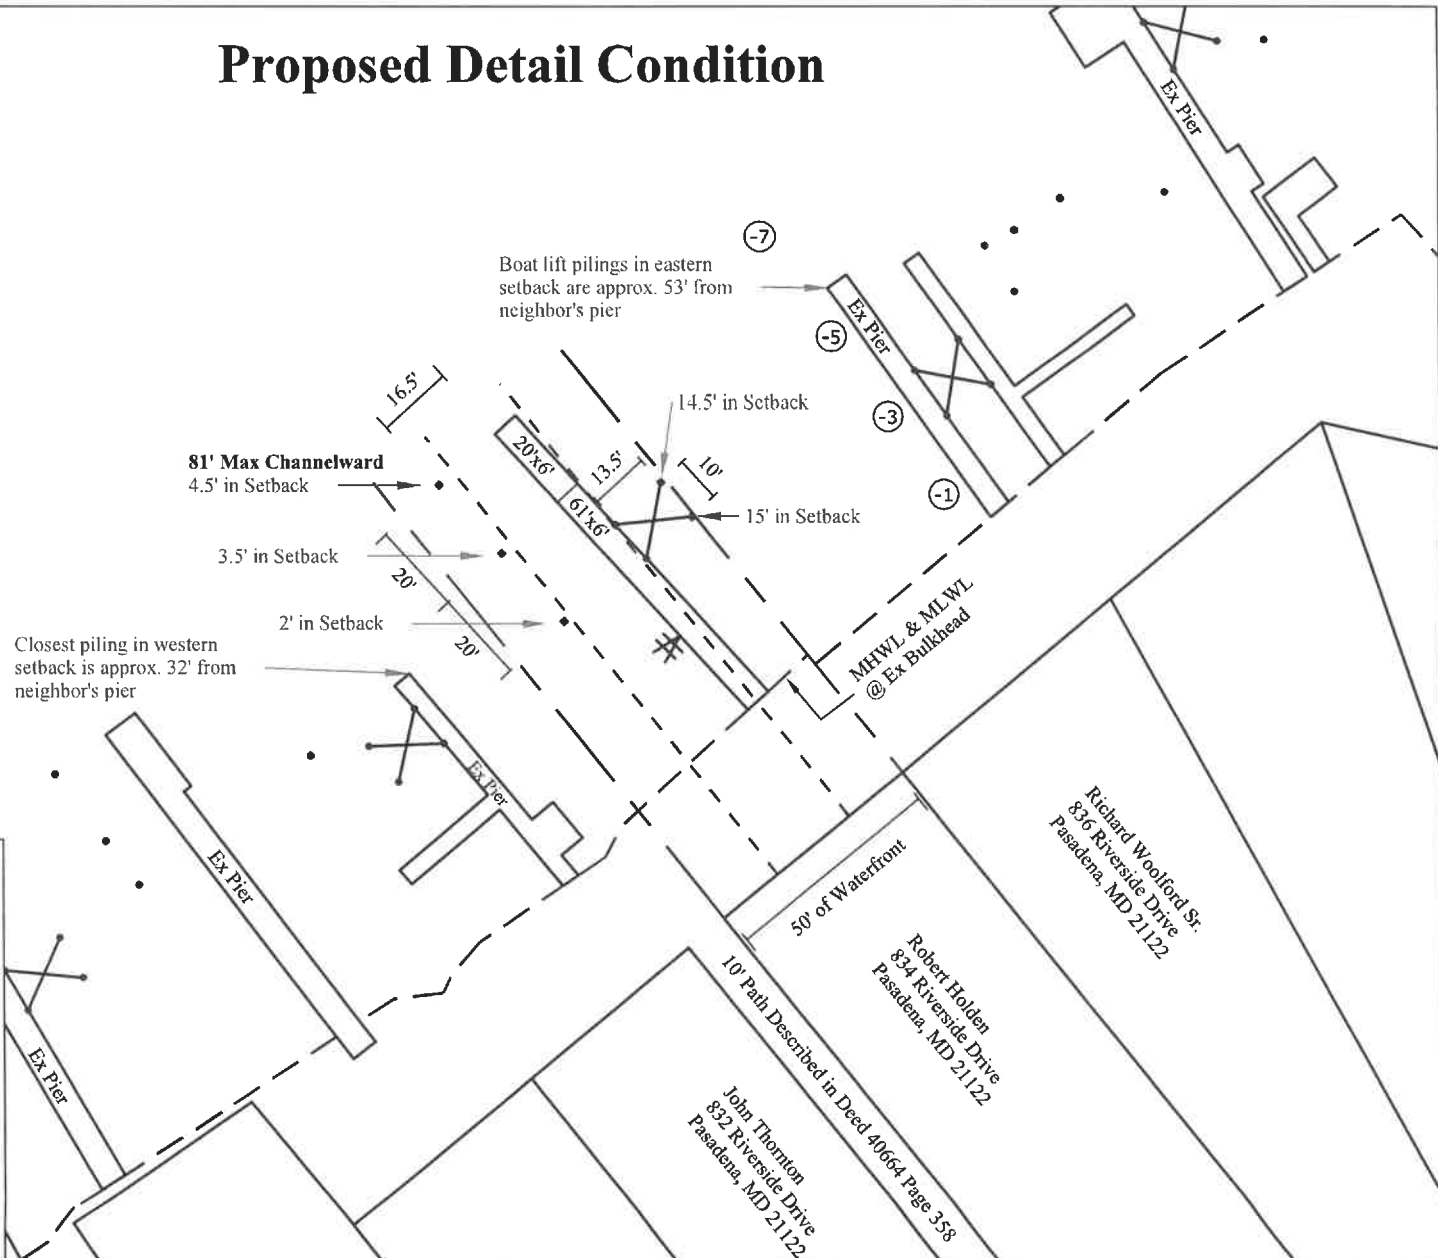 Proposed Detail Condition
Ex Pier
-7
Boat lift pilings in eastern
setback are approx. 53' from
neighbor's pier
Ex Pier
-5
-3
-1
16.5'
14.5' in Setback
81' Max Channelward
4.5' in Setback
20'x6'
13.5'
10'
61'x6'
15' in Setback
3.5' in Setback
20'
2' in Setback
20'
MHWL & MLWL
@ Ex Bulkhead
Closest piling in western
setback is approx. 32' from
neighbor's pier
Ex Pier
Ex Pier
Ex Pier
50' of Waterfront
Richard Woolford Sr.
836 Riverside Drive
Pasadena, MD 21122
Robert Holden
834 Riverside Drive
Pasadena, MD 21122
10' Path Described in Deed 40664 Page 358
John Thornton
832 Riverside Drive
Pasadena, MD 21122